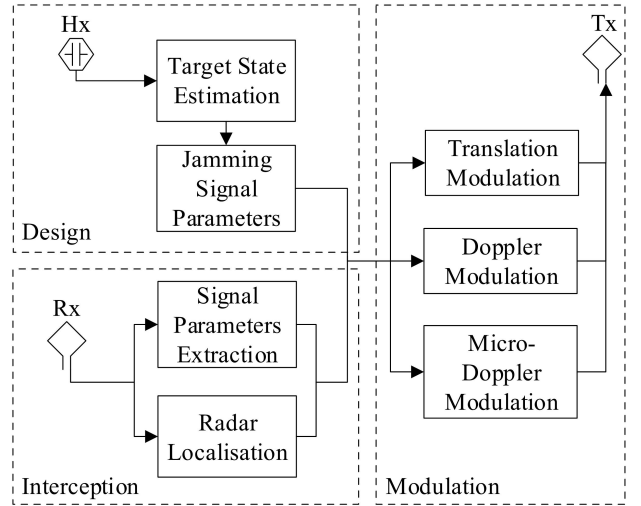 Hx
Target State
Estimation
Jamming
Signal
Parameters
Design
Rx
Signal
Parameters
Extraction
Radar
Localisation
Interception
Tx
Translation
Modulation
Doppler
Modulation
Micro-
Doppler
Modulation
Modulation